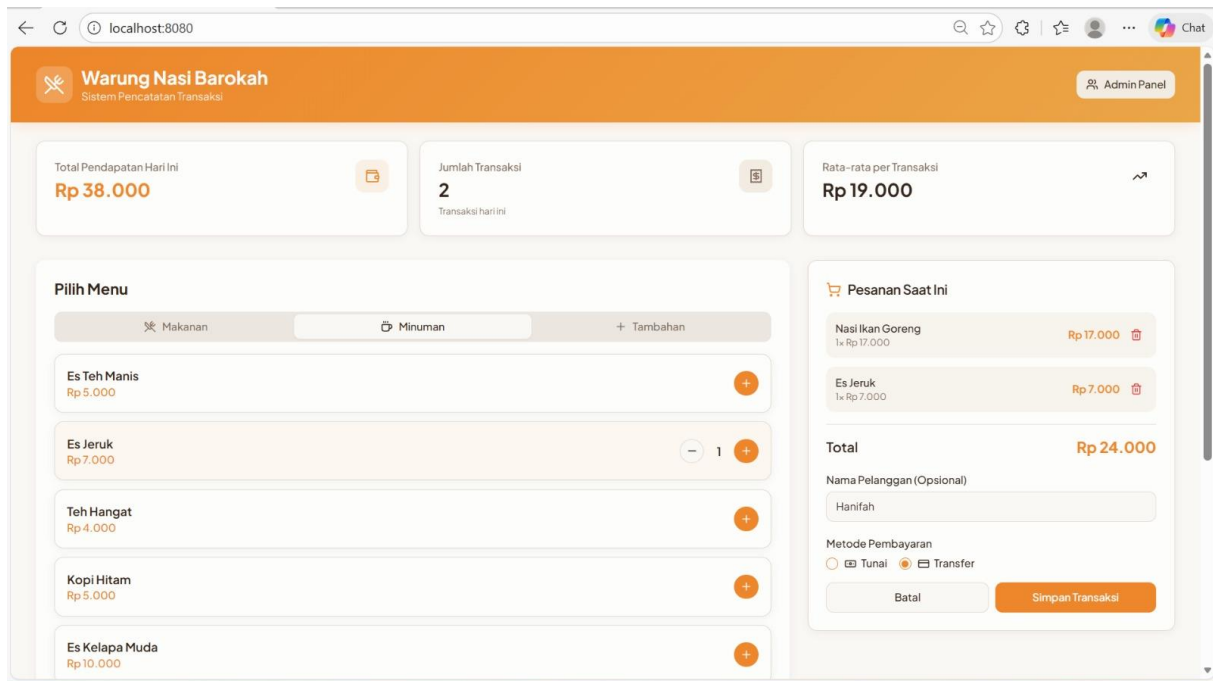 localhost:8080
Chat
Warung Nasi Barokah
Sistem Pencatatan Transaksi
Admin Panel
Total Pendapatan Hari Ini
Rp 38.000
Jumlah Transaksi
2
Transaksi hari ini
Rata-rata per Transaksi
Rp 19.000
Pilih Menu
Makanan
Minuman
Tambahan
Es Teh Manis
Rp 5.000
Es Jeruk
Rp 7.000
1
Teh Hangat
Rp 4.000
Kopi Hitam
Rp 5.000
Es Kelapa Muda
Rp 10.000
Pesanan Saat Ini
Nasi Ikan Goreng
1x Rp 17.000
Rp 17.000
Es Jeruk
1x Rp 7.000
Rp 7.000
Total
Rp 24.000
Nama Pelanggan (Opsional)
Hanifah
Metode Pembayaran
Tunai
Transfer
Batal
Simpan Transaksi